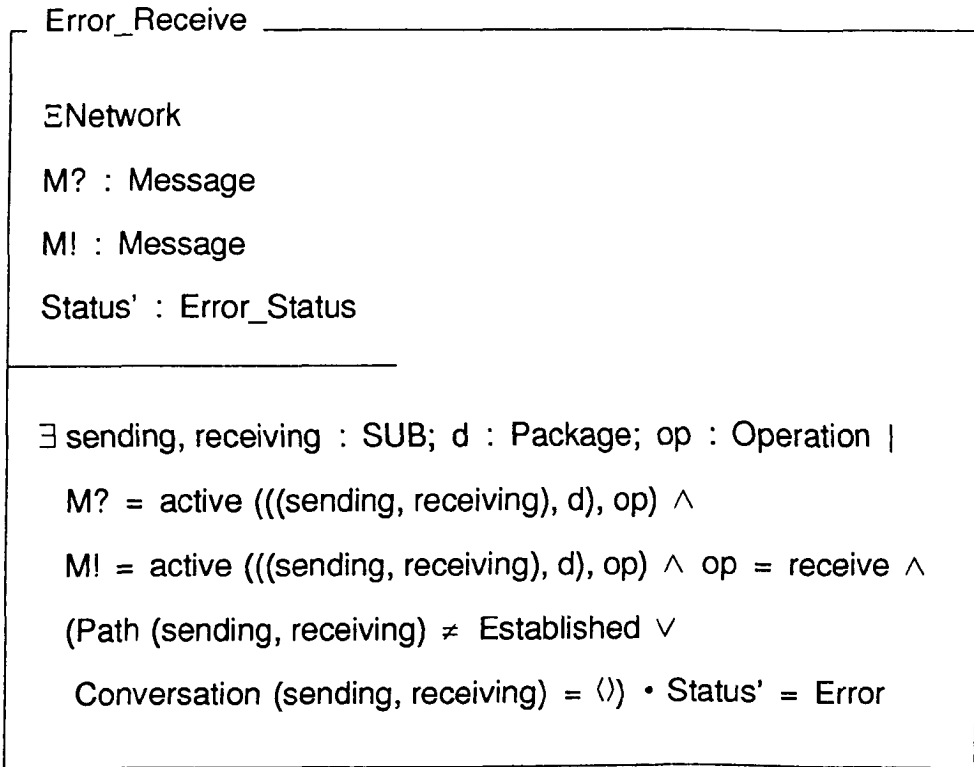 Error_Receive
ΞNetwork
M? : Message
M! : Message
Status' : Error_Status
∃ sending, receiving : SUB; d : Package; op : Operation |
M? = active (((sending, receiving), d), op) ∧
M! = active (((sending, receiving), d), op) ∧ op = receive ∧
(Path (sending, receiving) ≠ Established ∨
Conversation (sending, receiving) = ⟨⟩) • Status' = Error